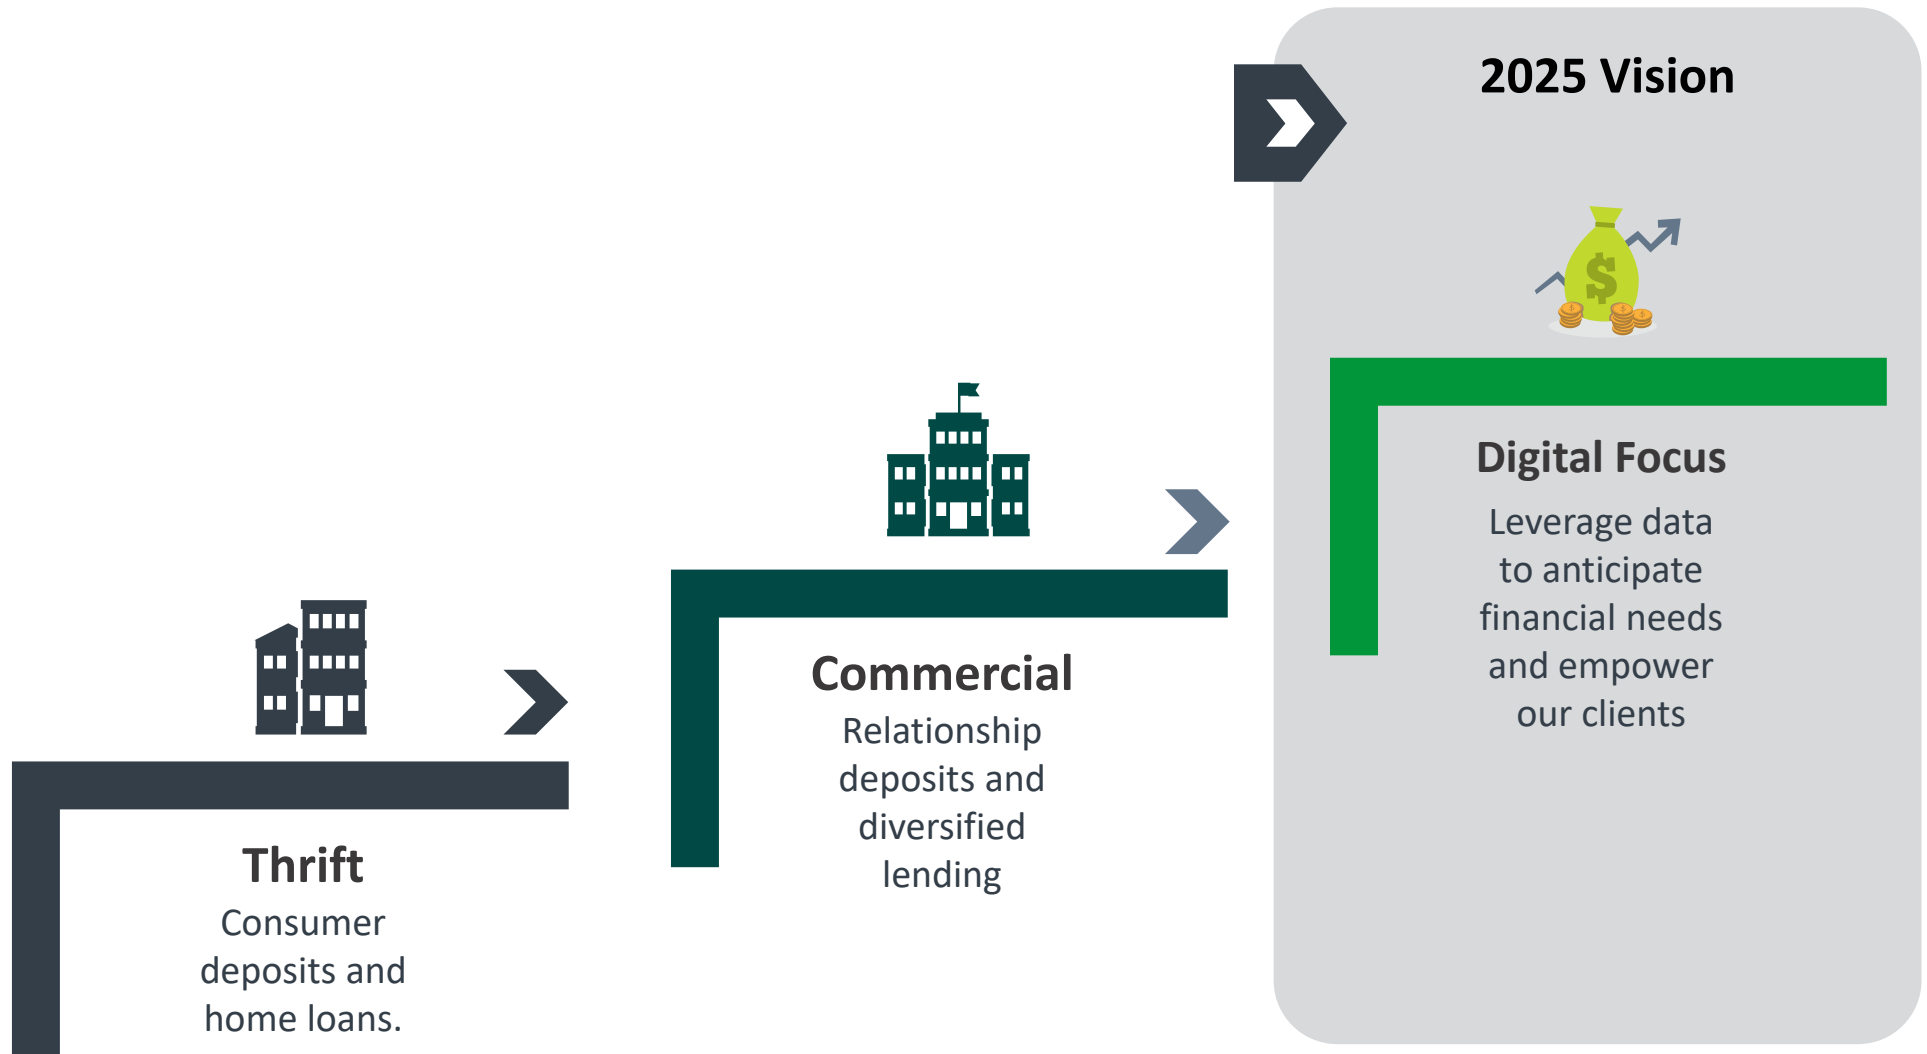 2025 Vision
$
Digital Focus
Leverage data
to anticipate
financial needs
and empower
our clients
Commercial
Relationship
deposits and
diversified
lending
Thrift
Consumer
deposits and
home loans.